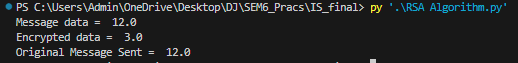 PS C:\Users\Admin\OneDrive\Desktop\DJ\SEM6_Pracs\IS_final> py '.\RSA Algorithm.py'
Message data =  12.0
Encrypted data =  3.0
Original Message Sent =  12.0